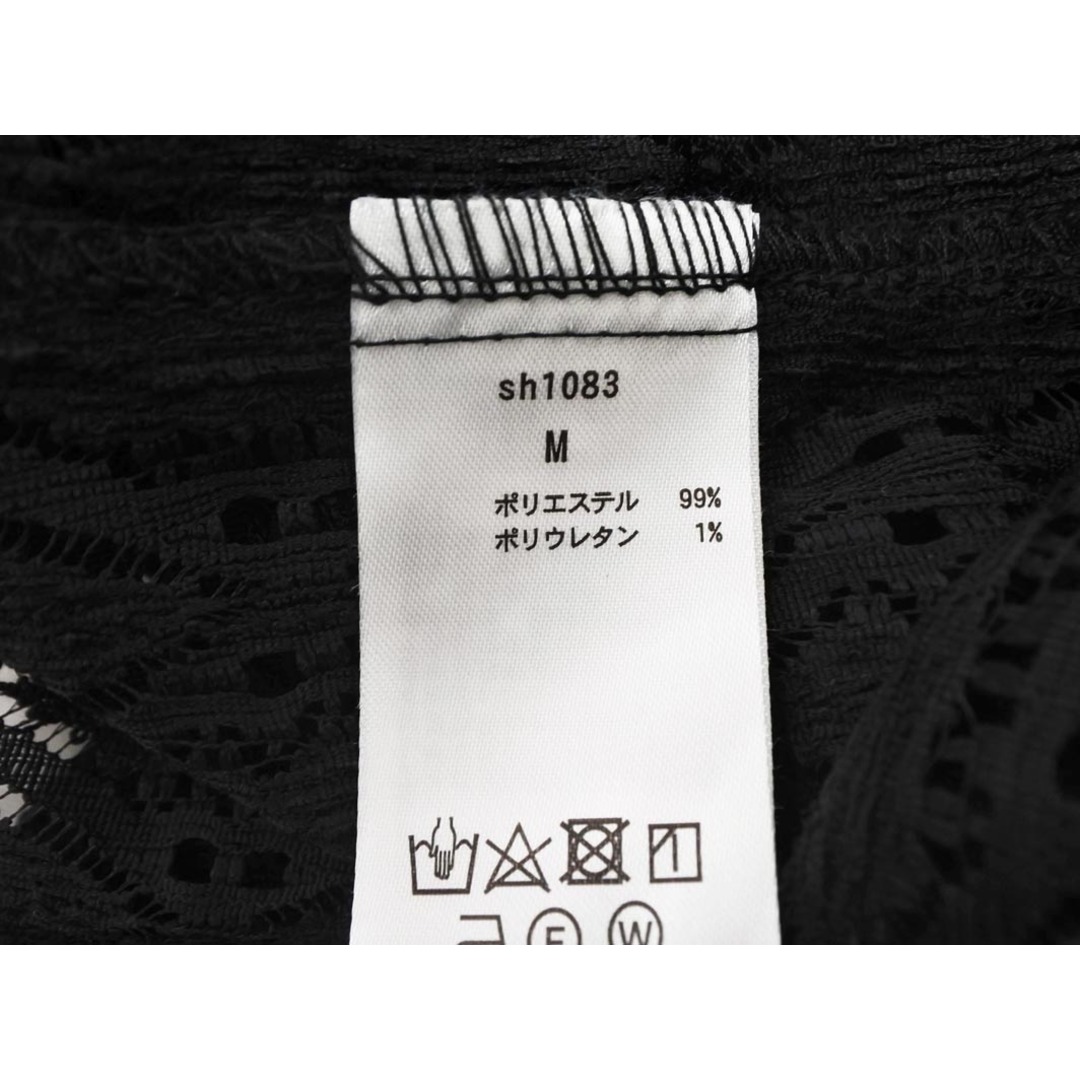 sh1083
M
ポリエステル 99%
ポリウレタン 1%
F W